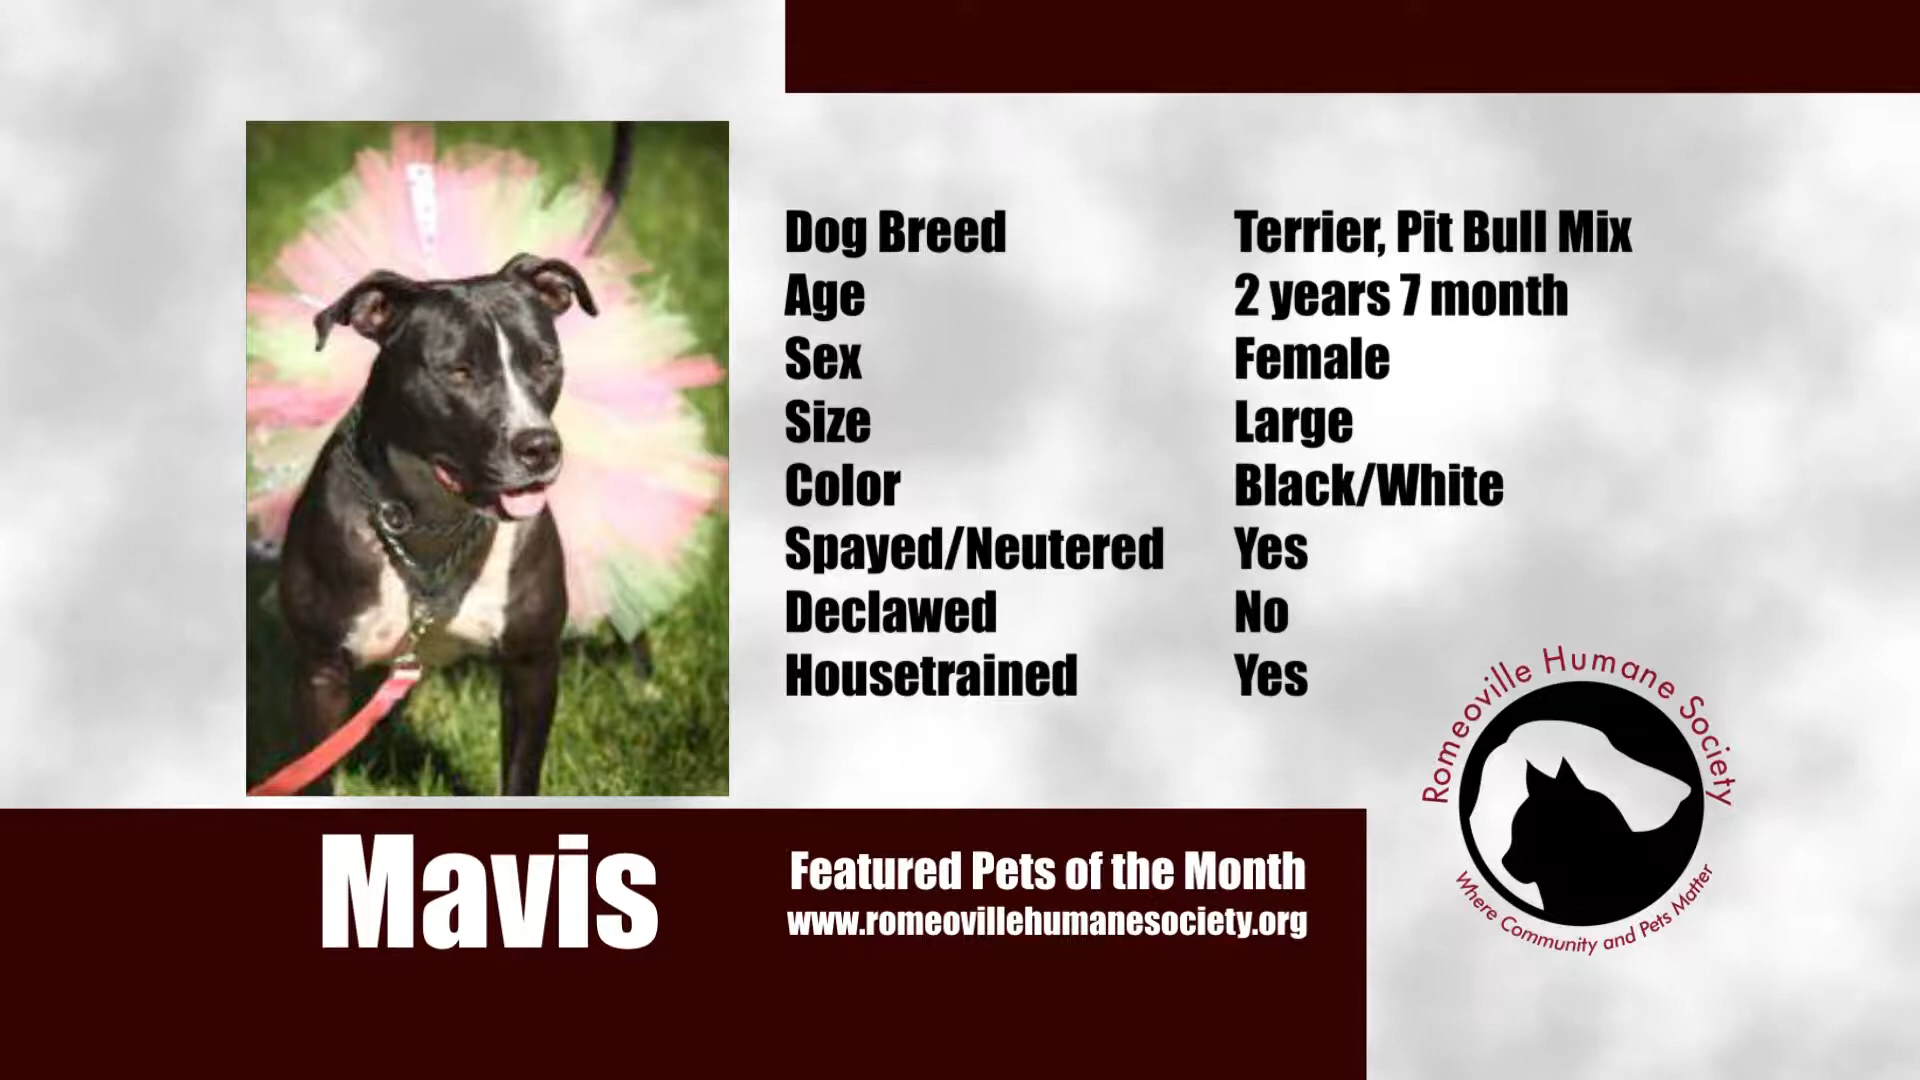 Dog Breed Terrier, Pit Bull Mix
Age 2 years 7 month
Sex Female
Size Large
Color Black/White
Spayed/Neutered Yes
Declawed No
Housetrained Yes
Romeoville Humane Society
Where Community and Pets Matter
Mavis
Featured Pets of the Month
www.romeovillehumanesociety.org